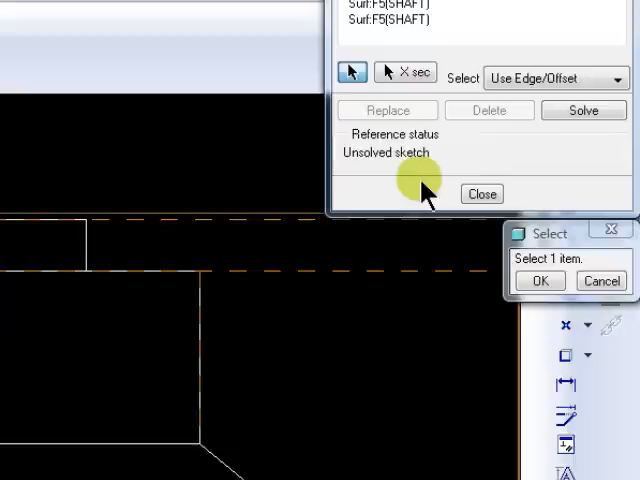 Surf:F5(SHAFT)
Surf:F5(SHAFT)
X sec
Select
Use Edge/Offset
Replace
Delete
Solve
Reference status
Unsolved sketch
Close
Select
Select 1 item.
OK
Cancel